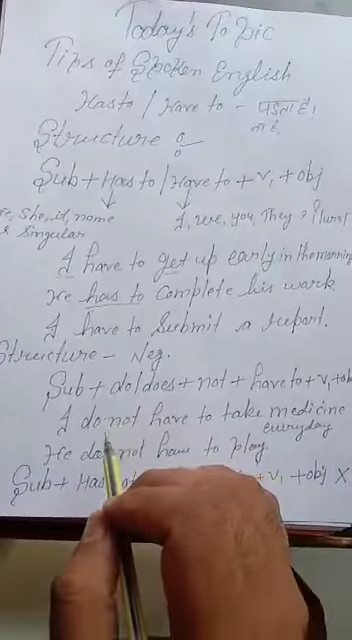 Today's Topic
Tips of Spoken English
Has to / Have to - पड़ता है।
ता है,
Structure :-
Sub + Has to / Have to + V1 + obj
He, She, it, name
& Singular
I, we, you, They & Plural
I have to get up early in the morning
He has to complete his work
I have to submit a report.
Structure - Neg.
Sub + do/does + not + have to + V1 + ob
I do not have to take medicine
everyday
He does not have to play
Sub + Has + V1 + obj X